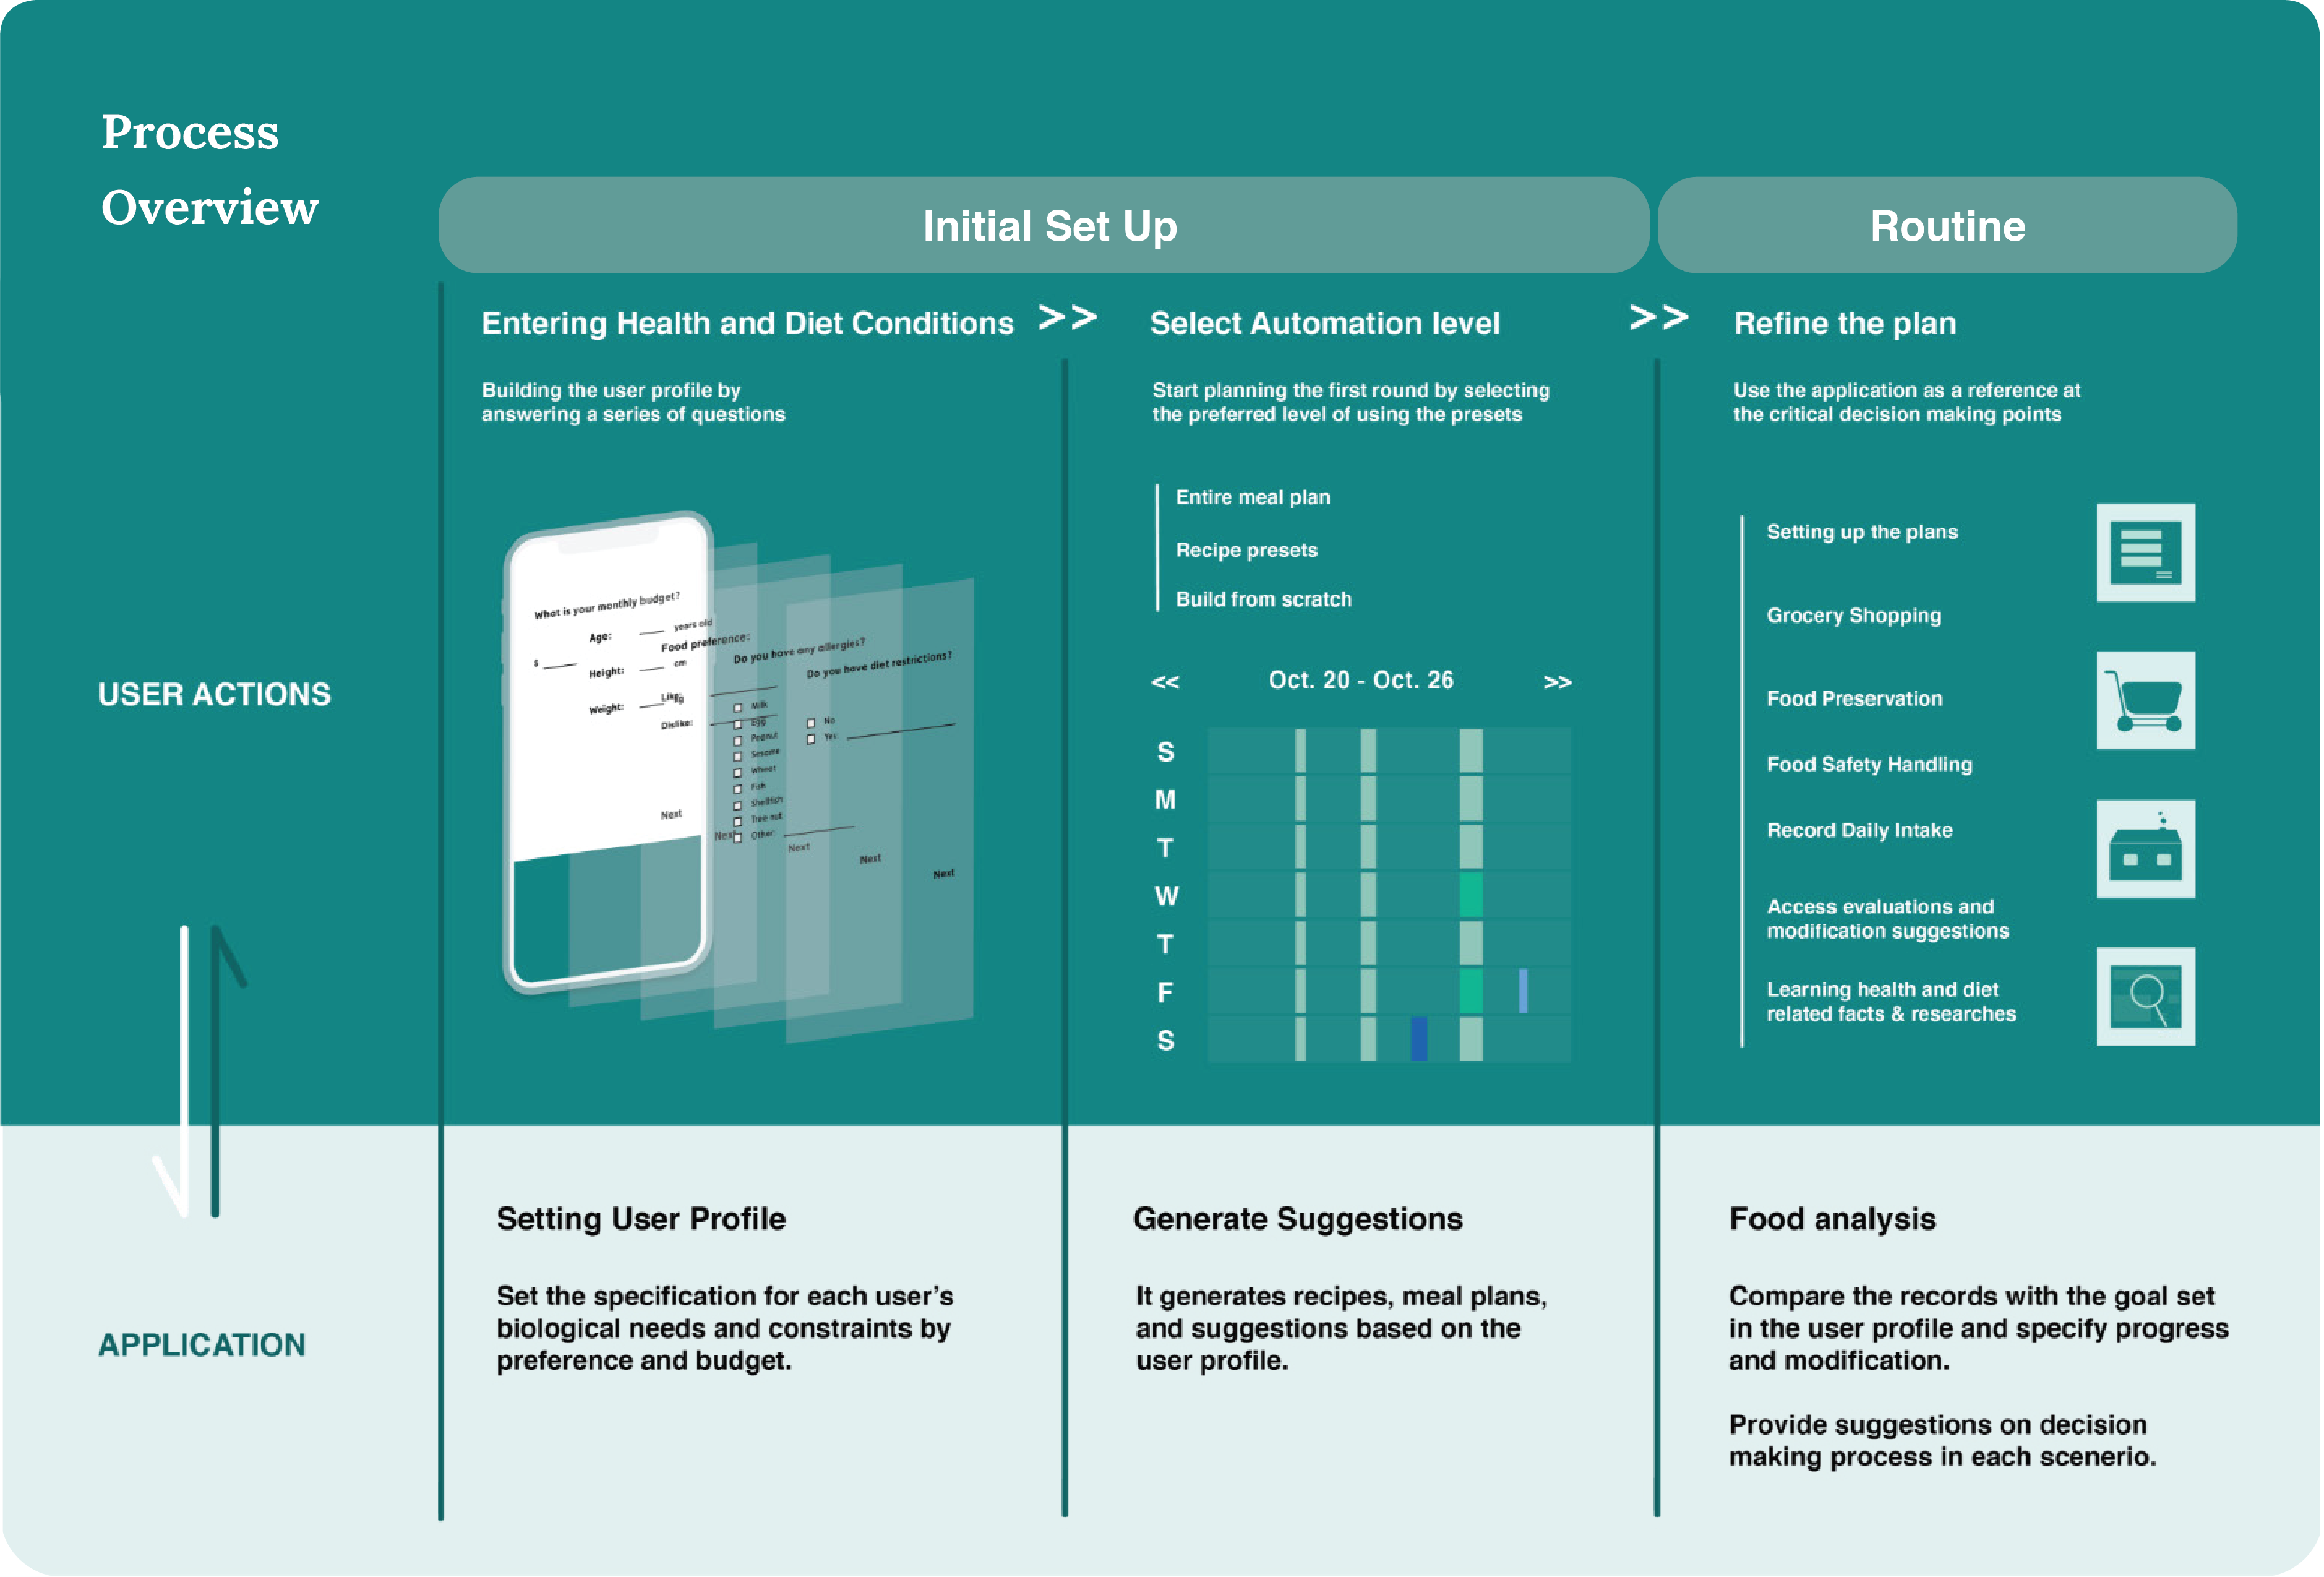 Process
Overview
Initial Set Up
Routine
Entering Health and Diet Conditions >>
Building the user profile by
answering a series of questions
What is your monthly budget?
$
Age: years old
Height: cm
Weight: kg
Next
Food preference:
Like:
Dislike:
Next
Do you have any allergies?
Milk
Egg
Peanut
Sesame
Wheat
Fish
Shellfish
Tree nut
Other:
Next
Do you have diet restrictions?
No
Yes:
Next
Next
Select Automation level >>
Start planning the first round by selecting
the preferred level of using the presets
Entire meal plan
Recipe presets
Build from scratch
<< Oct. 20 - Oct. 26 >>
S
M
T
W
T
F
S
Refine the plan
Use the application as a reference at
the critical decision making points
Setting up the plans
Grocery Shopping
Food Preservation
Food Safety Handling
Record Daily Intake
Access evaluations and
modification suggestions
Learning health and diet
related facts & researches
USER ACTIONS
APPLICATION
Setting User Profile
Set the specification for each user's
biological needs and constraints by
preference and budget.
Generate Suggestions
It generates recipes, meal plans,
and suggestions based on the
user profile.
Food analysis
Compare the records with the goal set
in the user profile and specify progress
and modification.
Provide suggestions on decision
making process in each scenerio.